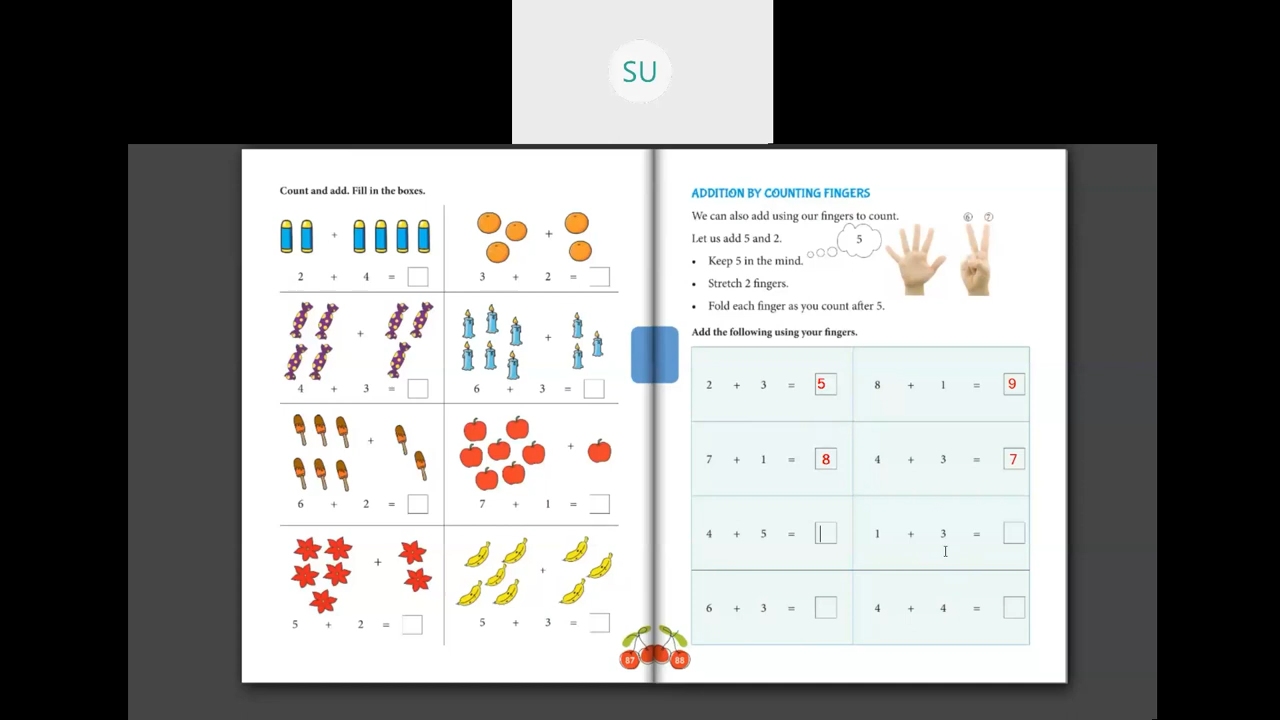 SU
Count and add. Fill in the boxes.
+
+
2 + 4 =
3 + 2 =
+
+
4 + 3 =
6 + 3 =
+
+
6 + 2 =
7 + 1 =
+
+
5 + 2 =
5 + 3 =
87
ADDITION BY COUNTING FINGERS
We can also add using our fingers to count.
Let us add 5 and 2.
5
6 7
• Keep 5 in the mind.
• Stretch 2 fingers.
• Fold each finger as you count after 5.
Add the following using your fingers.
2 + 3 = 5
8 + 1 = 9
7 + 1 = 8
4 + 3 = 7
4 + 5 =
1 + 3 =
6 + 3 =
4 + 4 =
88